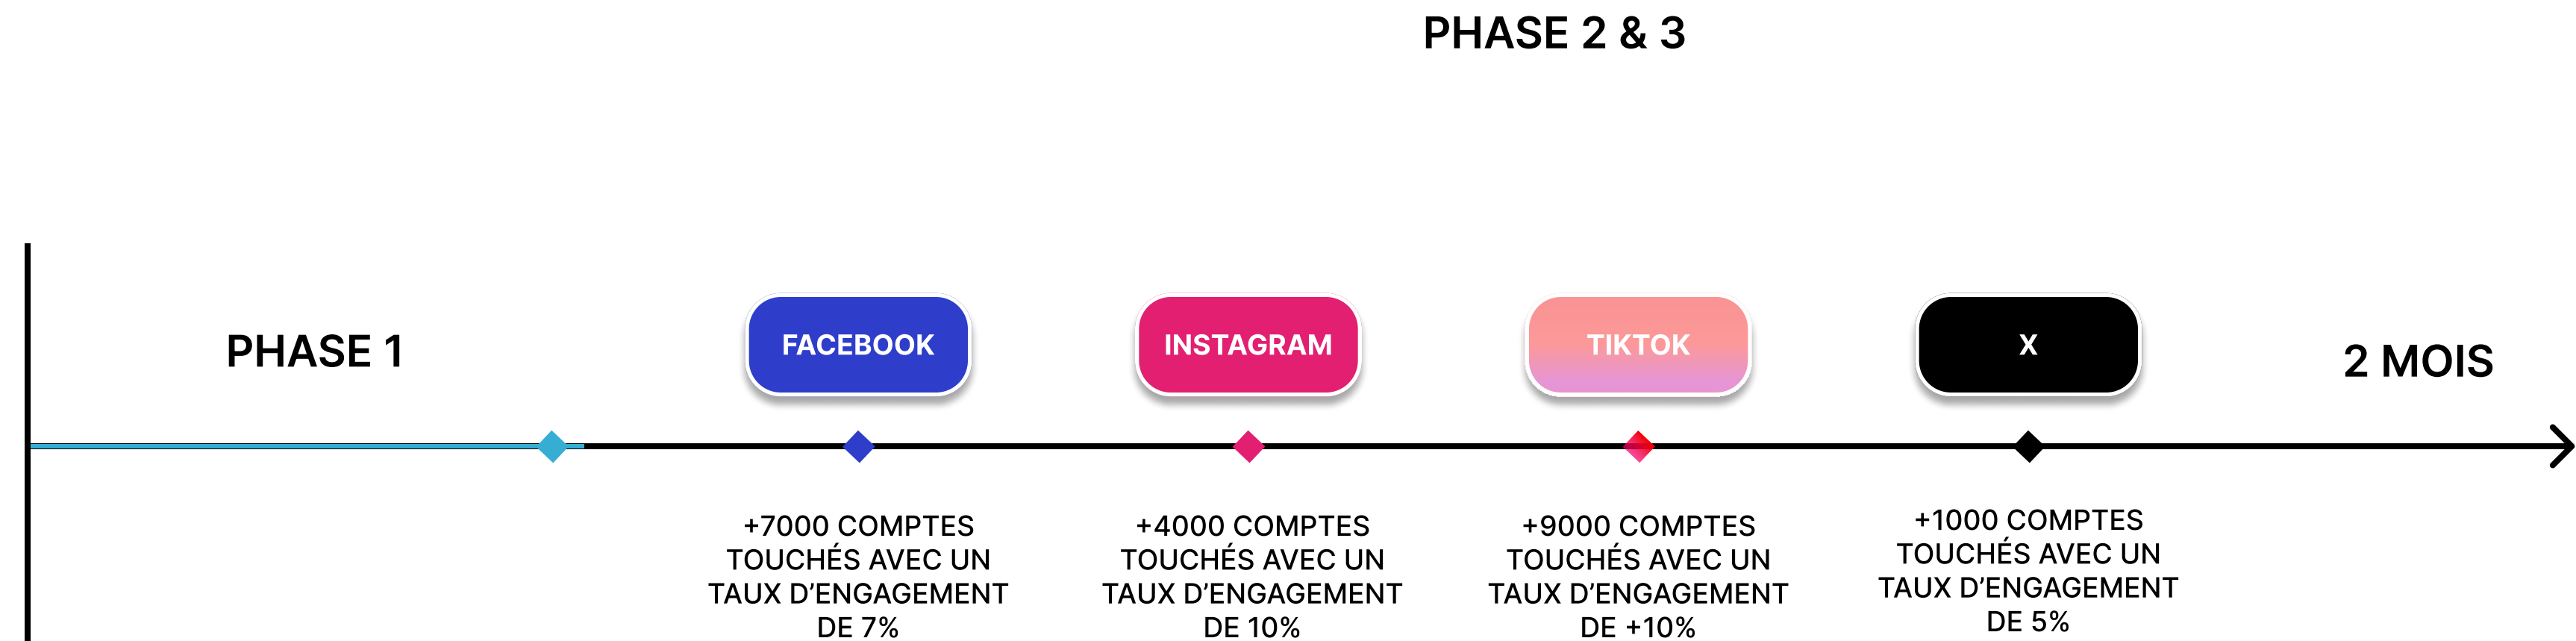 PHASE 2 & 3
PHASE 1
FACEBOOK
INSTAGRAM
TIKTOK
X
2 MOIS
+7000 COMPTES
TOUCHÉS AVEC UN
TAUX D’ENGAGEMENT
DE 7%
+4000 COMPTES
TOUCHÉS AVEC UN
TAUX D’ENGAGEMENT
DE 10%
+9000 COMPTES
TOUCHÉS AVEC UN
TAUX D’ENGAGEMENT
DE +10%
+1000 COMPTES
TOUCHÉS AVEC UN
TAUX D’ENGAGEMENT
DE 5%